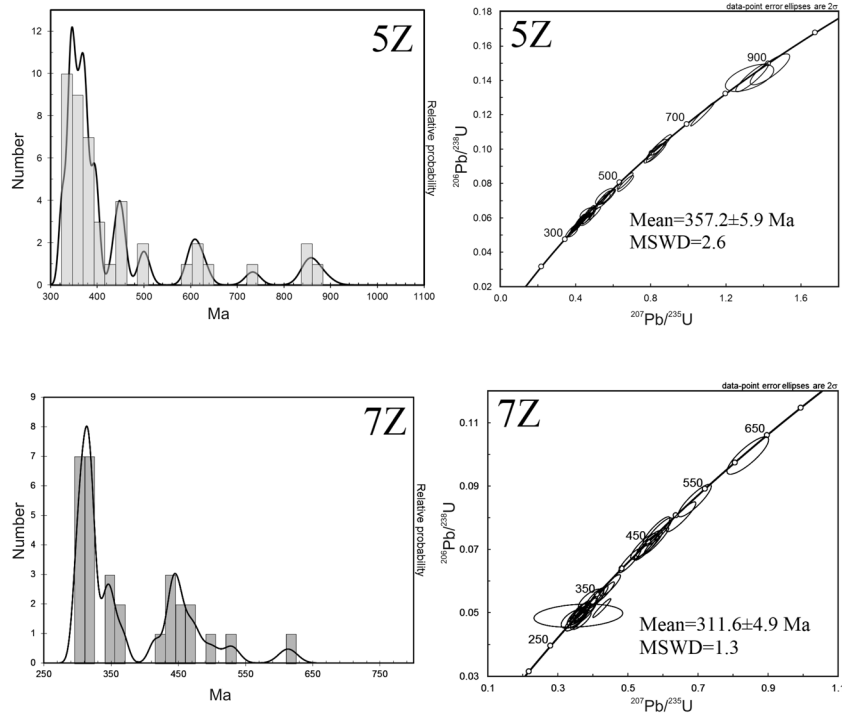 5Z
12
10
8
6
4
2
0
Number
300 400 500 600 700 800 900 1000 1100
Ma
Relative probability
data-point error ellipses are 2σ
5Z
0.18
0.16
0.14
0.12
0.10
0.08
0.06
0.04
0.02
²⁰⁶Pb/²³⁸U
900
700
500
300
Mean=357.2±5.9 Ma
MSWD=2.6
0.0 0.4 0.8 1.2 1.6
²⁰⁷Pb/²³⁵U
7Z
9
8
7
6
5
4
3
2
1
0
Number
250 350 450 550 650 750
Ma
Relative probability
data-point error ellipses are 2σ
7Z
0.11
0.09
0.07
0.05
0.03
²⁰⁶Pb/²³⁸U
650
550
450
350
250
Mean=311.6±4.9 Ma
MSWD=1.3
0.1 0.3 0.5 0.7 0.9 1.1
²⁰⁷Pb/²³⁵U